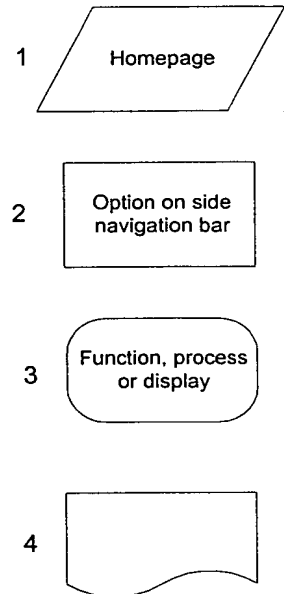 1
Homepage
2
Option on side
navigation bar
3
Function, process
or display
4